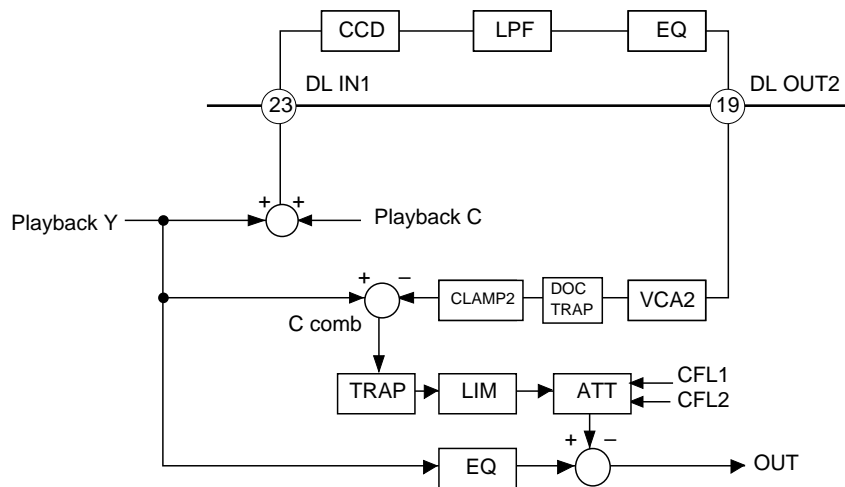 CCD LPF EQ
DL IN1 DL OUT2
23 19
+ +
Playback Y Playback C
+ −
CLAMP2 DOC TRAP VCA2
C comb
TRAP LIM ATT CFL1
CFL2
+ −
EQ OUT